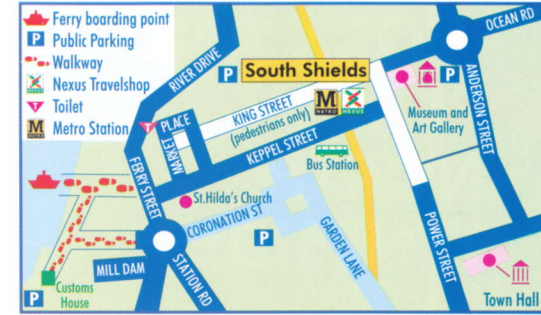 Ferry boarding point
P Public Parking
Walkway
NEXUS Nexus Travelshop
T Toilet
M METRO Metro Station
RIVER DRIVE
P
South Shields
OCEAN RD
P
ANDERSON STREET
KING STREET
(pedestrians only)
M
METRO
NEXUS
Museum and
Art Gallery
T
MARKET PLACE
KEPPEL STREET
Bus Station
FERRY STREET
St.Hilda's Church
CORONATION ST
P
GARDEN LANE
POWER STREET
MILL DAM
STATION RD
Customs
House
P
Town Hall